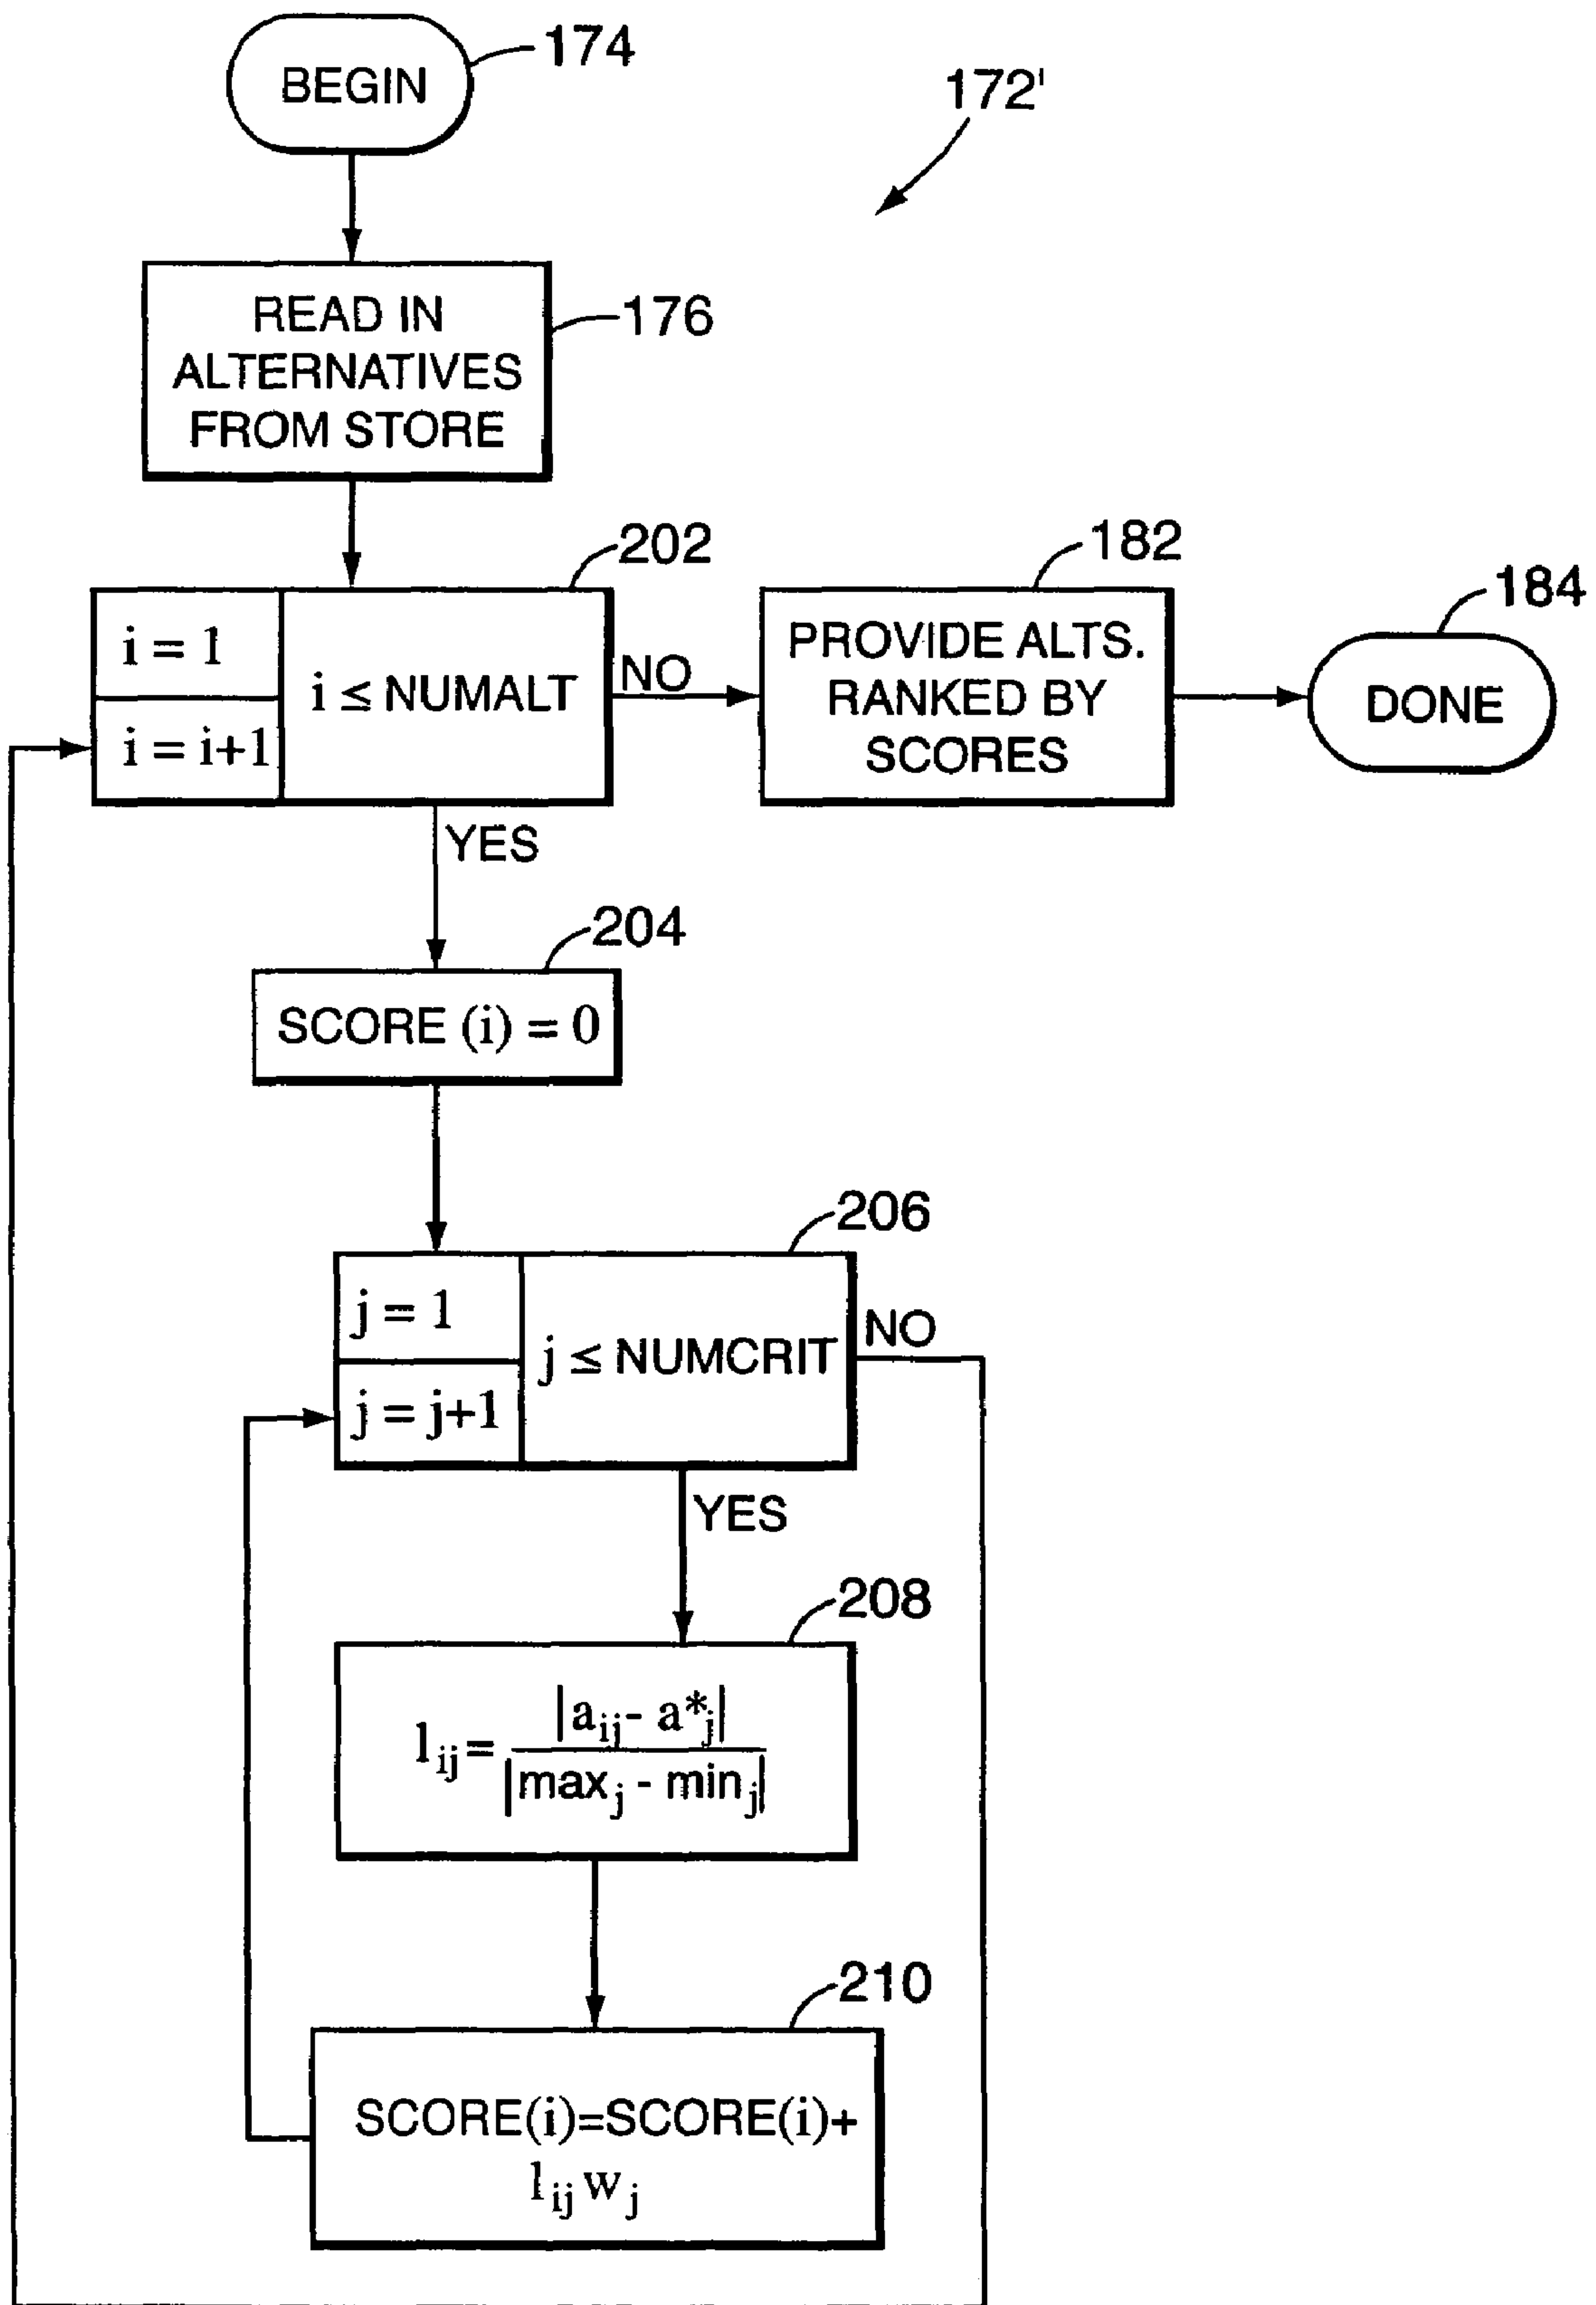 BEGIN
174
172'
READ IN
ALTERNATIVES
FROM STORE
176
202
i = 1
i = i+1
i ≤ NUMALT
NO
YES
182
PROVIDE ALTS.
RANKED BY
SCORES
184
DONE
204
SCORE (i) = 0
206
j = 1
j = j+1
j ≤ NUMCRIT
NO
YES
208
l_ij = |a_ij - a*_j| / |max_j - min_j|
210
SCORE(i)=SCORE(i)+
l_ij w_j